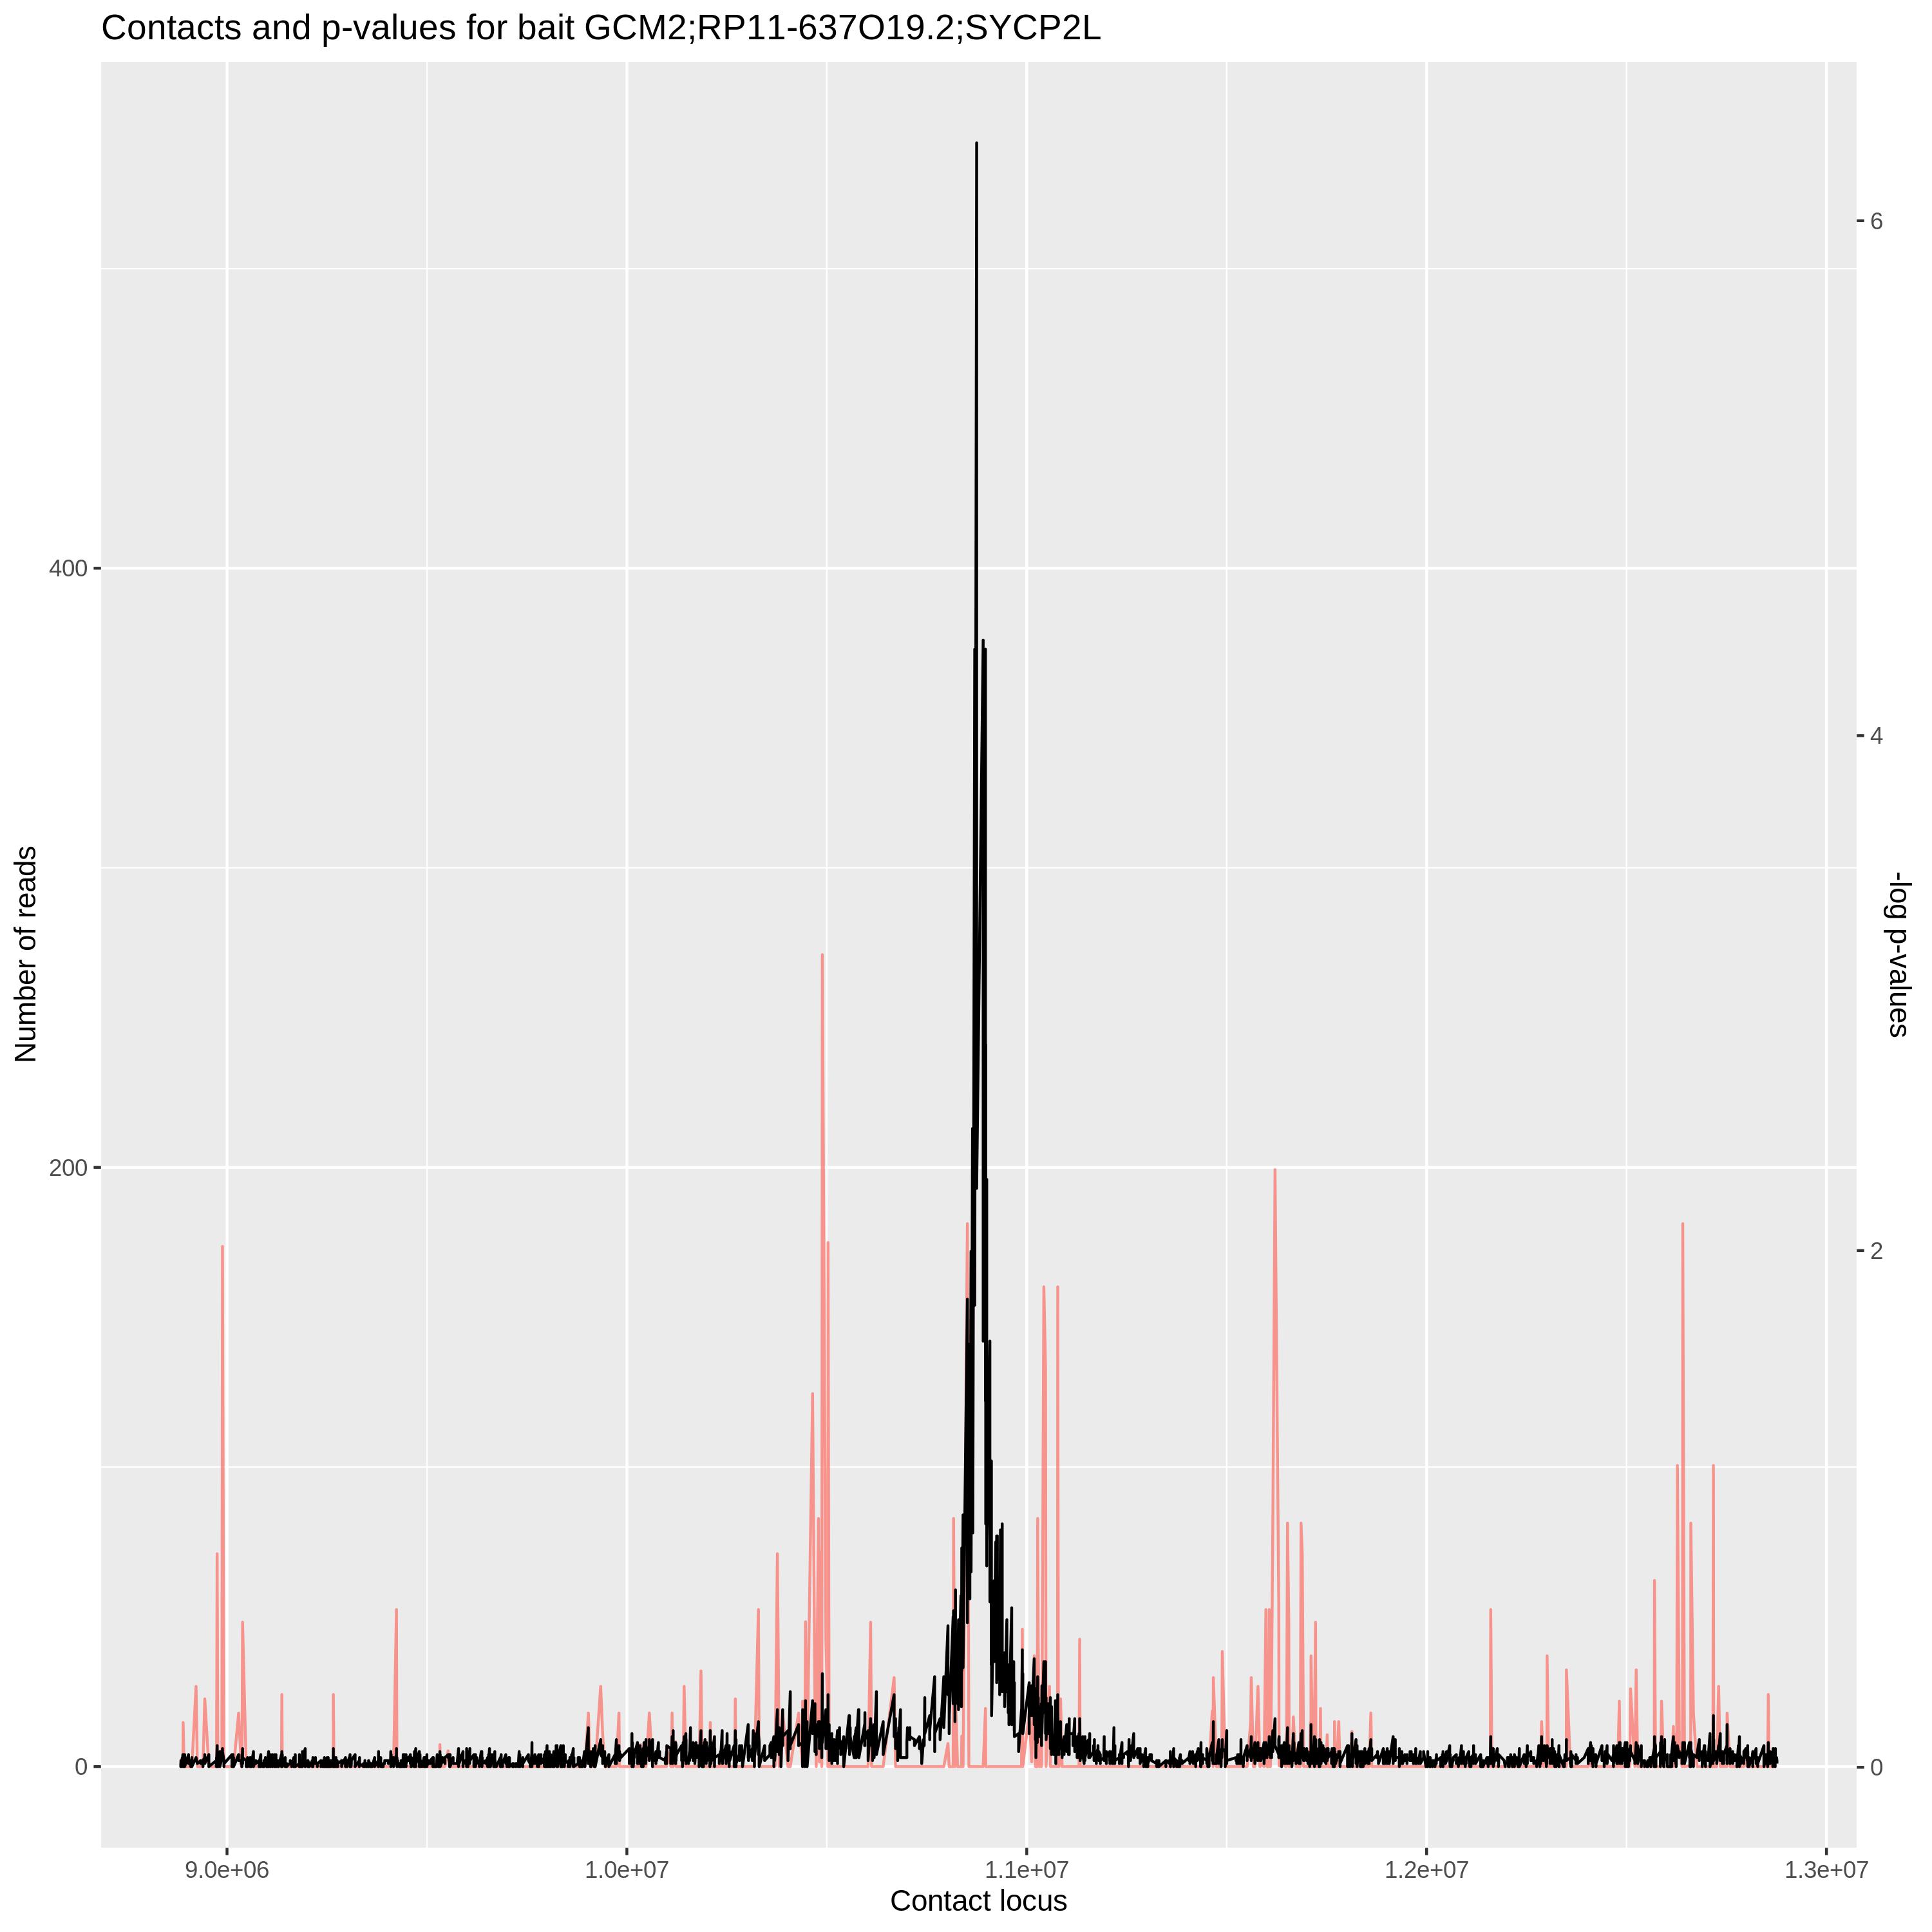 Contacts and p-values for bait GCM2;RP11-637O19.2;SYCP2L
6
400
4
Number of reads
-log p-values
200
2
0
0
9.0e+06
1.0e+07
1.1e+07
1.2e+07
1.3e+07
Contact locus